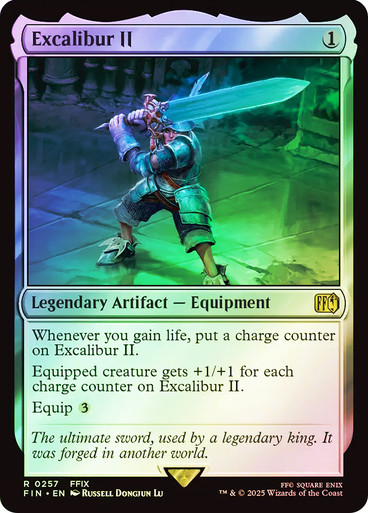 Excalibur II 1
Legendary Artifact — Equipment FFG
Whenever you gain life, put a charge counter
on Excalibur II.
Equipped creature gets +1/+1 for each
charge counter on Excalibur II.
Equip 3
The ultimate sword, used by a legendary king. It
was forged in another world.
R 0257 FFIX
FIN • EN Russell Dongjun Lu
FF© SQUARE ENIX
™ & © 2025 Wizards of the Coast